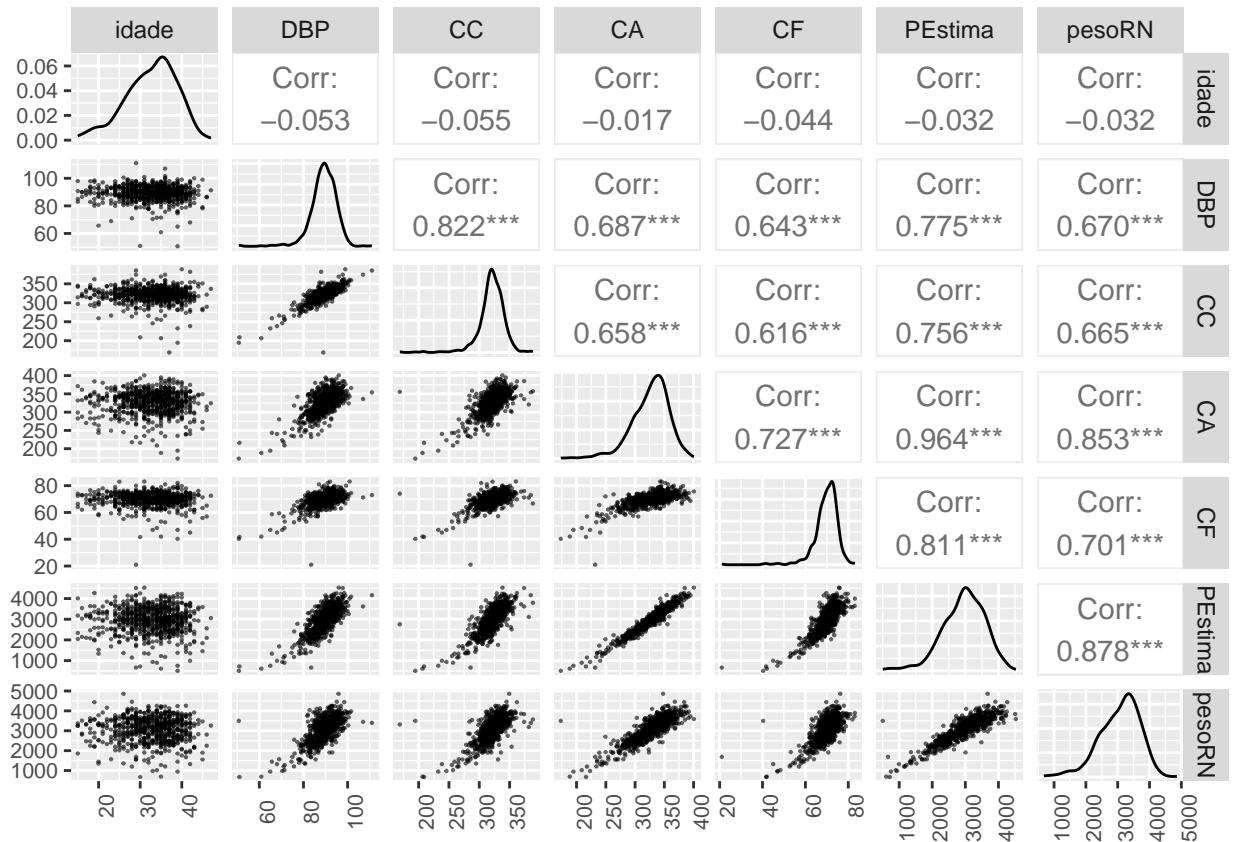 idade DBP CC CA CF PEstima pesoRN
0.06
0.04
0.02
0.00
Corr:
−0.053
Corr:
−0.055
Corr:
−0.017
Corr:
−0.044
Corr:
−0.032
Corr:
−0.032
idade
100
80
60
Corr:
0.822***
Corr:
0.687***
Corr:
0.643***
Corr:
0.775***
Corr:
0.670***
DBP
350
300
250
200
Corr:
0.658***
Corr:
0.616***
Corr:
0.756***
Corr:
0.665***
CC
400
350
300
250
200
Corr:
0.727***
Corr:
0.964***
Corr:
0.853***
CA
80
60
40
20
Corr:
0.811***
Corr:
0.701***
CF
4000
3000
2000
1000
Corr:
0.878***
PEstima
5000
4000
3000
2000
1000
pesoRN
20 30 40
60 80 100
200 250 300 350
200 250 300 350 400
20 40 60 80
1000 2000 3000 4000
1000 2000 3000 4000 5000